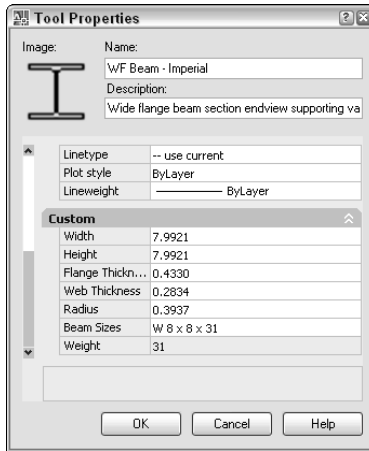 Tool Properties
Image:
Name:
WF Beam - Imperial
Description:
Wide flange beam section endview supporting va
Linetype -- use current
Plot style ByLayer
Lineweight ByLayer
Custom
Width 7.9921
Height 7.9921
Flange Thickn... 0.4330
Web Thickness 0.2834
Radius 0.3937
Beam Sizes W 8 x 8 x 31
Weight 31
OK Cancel Help